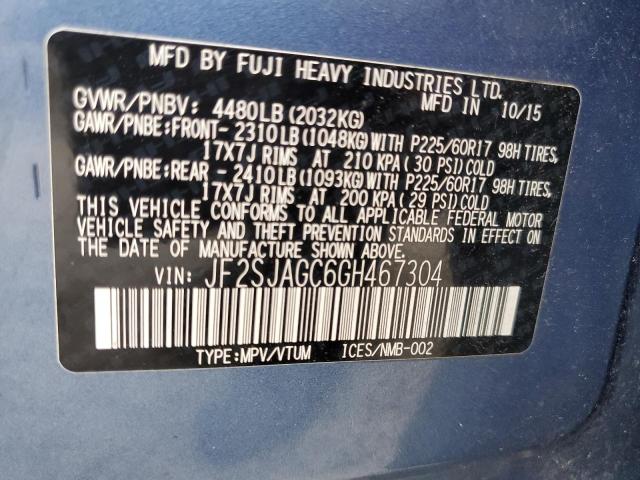 MFD BY FUJI HEAVY INDUSTRIES LTD.
MFD IN 10/15
GVWR/PNBV: 4480LB(2032KG)
GAWR/PNBE:FRONT- 2310LB(1048KG)WITH P225/60R17 98H TIRES,
17X7J RIMS AT 210 KPA(30 PSI)COLD
GAWR/PNBE:REAR - 2410LB(1093KG)WITH P225/60R17 98H TIRES,
17X7J RIMS AT 200 KPA(29 PSI)COLD
THIS VEHICLE CONFORMS TO ALL APPLICABLE FEDERAL MOTOR
VEHICLE SAFETY AND THEFT PREVENTION STANDARDS IN EFFECT ON
THE DATE OF MANUFACTURE SHOWN ABOVE.
VIN: JF2SJAGC6GH467304
TYPE:MPV/VTUM ICES/NMB-002